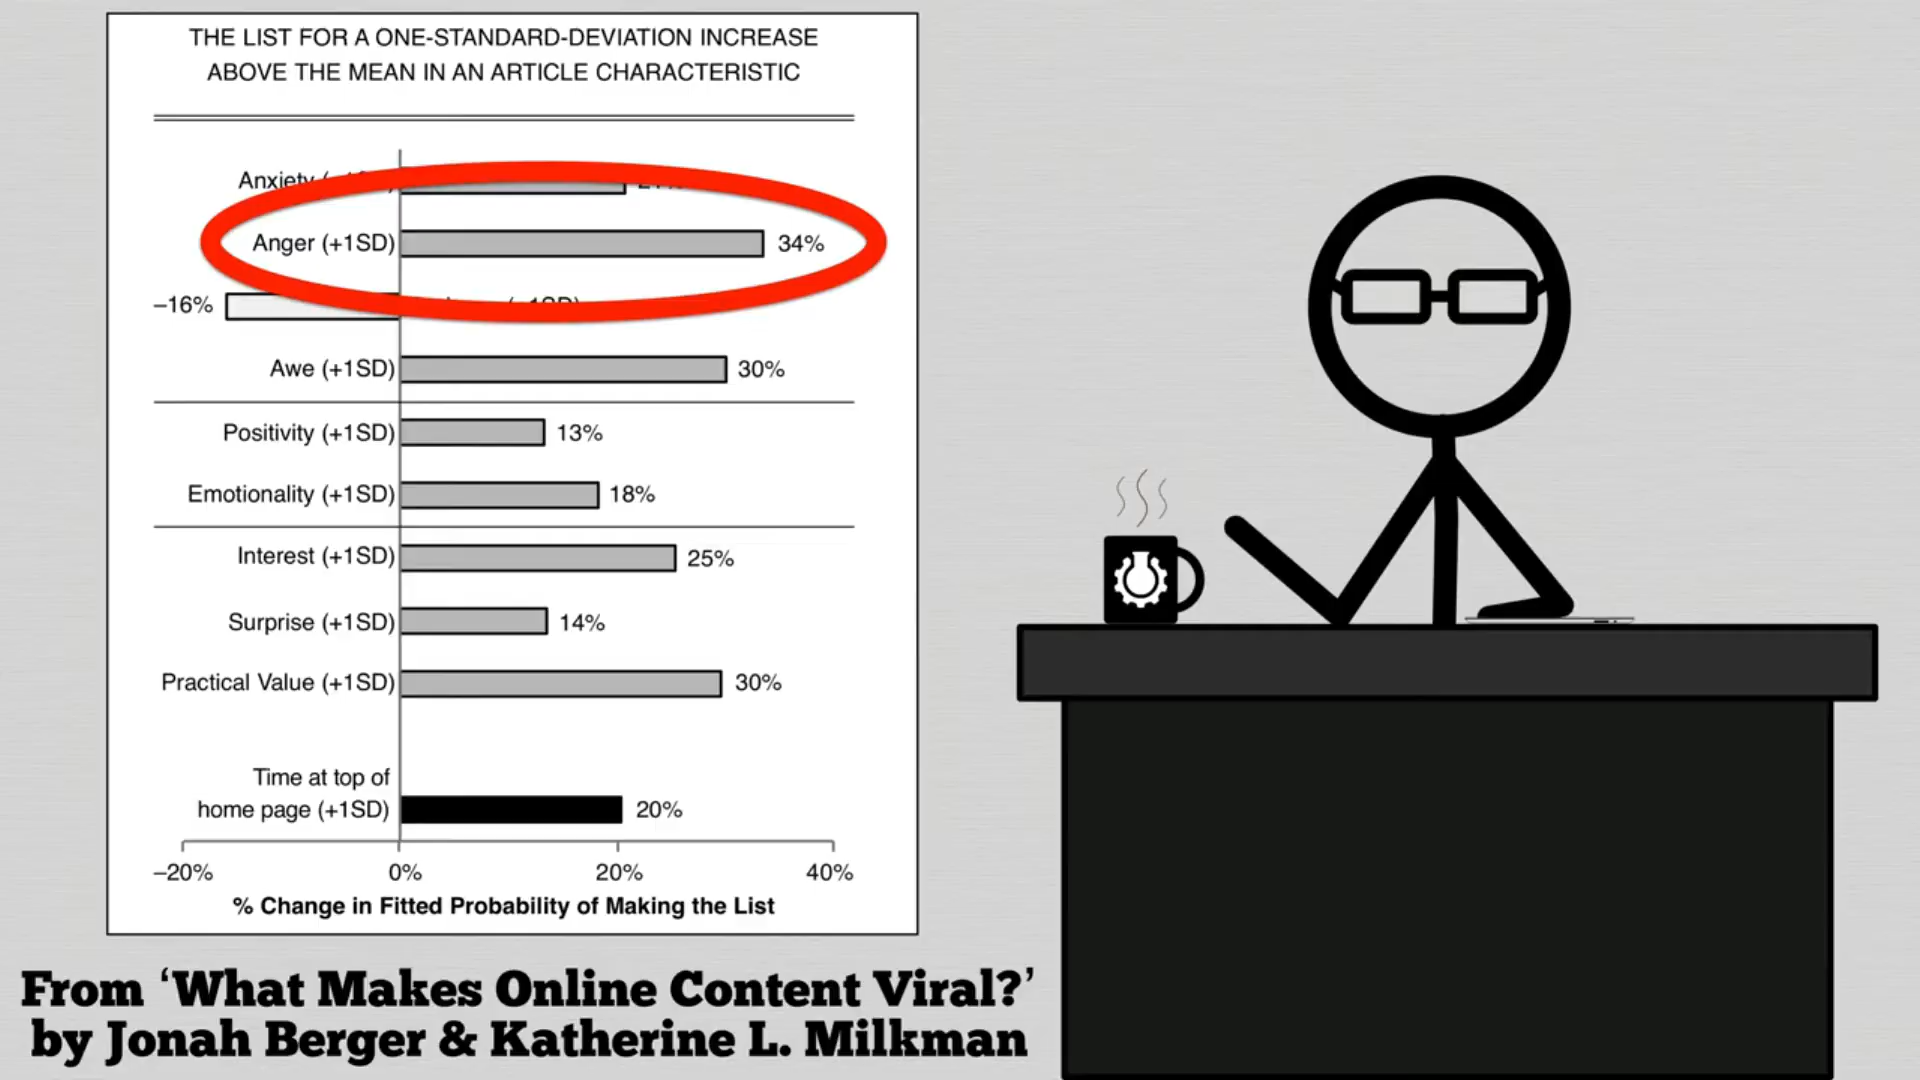 THE LIST FOR A ONE-STANDARD-DEVIATION INCREASE
ABOVE THE MEAN IN AN ARTICLE CHARACTERISTIC
Anxiety
Anger (+1SD) 34%
–16%
Awe (+1SD) 30%
Positivity (+1SD) 13%
Emotionality (+1SD) 18%
Interest (+1SD) 25%
Surprise (+1SD) 14%
Practical Value (+1SD) 30%
Time at top of
home page (+1SD) 20%
–20% 0% 20% 40%
% Change in Fitted Probability of Making the List
From ‘What Makes Online Content Viral?’
by Jonah Berger & Katherine L. Milkman